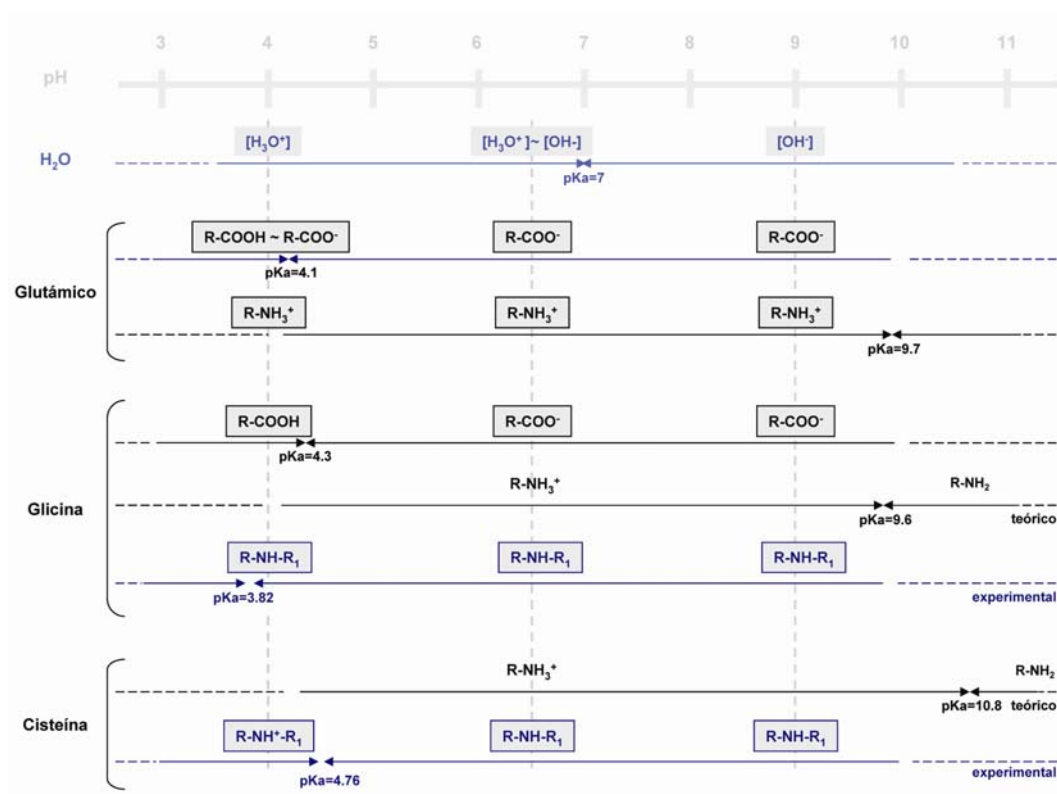 3 4 5 6 7 8 9 10 11
pH
[H₃O⁺] [H₃O⁺]~ [OH-] [OH⁻]
H₂O
pKa=7
R-COOH ~ R-COO⁻ R-COO⁻ R-COO⁻
pKa=4.1
Glutámico
R-NH₃⁺ R-NH₃⁺ R-NH₃⁺
pKa=9.7
R-COOH R-COO⁻ R-COO⁻
pKa=4.3
R-NH₃⁺ R-NH₂
Glicina
pKa=9.6 teórico
R-NH-R₁ R-NH-R₁ R-NH-R₁
pKa=3.82 experimental
R-NH₃⁺ R-NH₂
pKa=10.8 teórico
Cisteína
R-NH⁺-R₁ R-NH-R₁ R-NH-R₁
pKa=4.76 experimental